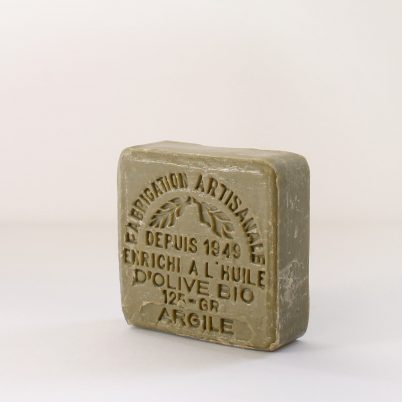 FABRICATION ARTISANALE
DEPUIS 1949
ENRICHI A L'HUILE
D'OLIVE BIO
125-GR
ARGILE